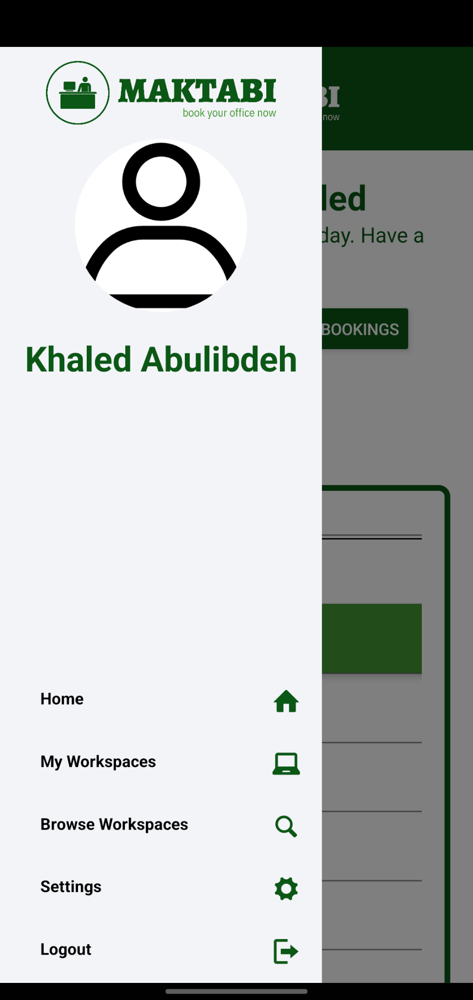 MAKTABI
book your office now
BI
now
Khaled Abulibdeh
led
day. Have a
BOOKINGS
Home
My Workspaces
Browse Workspaces
Settings
Logout